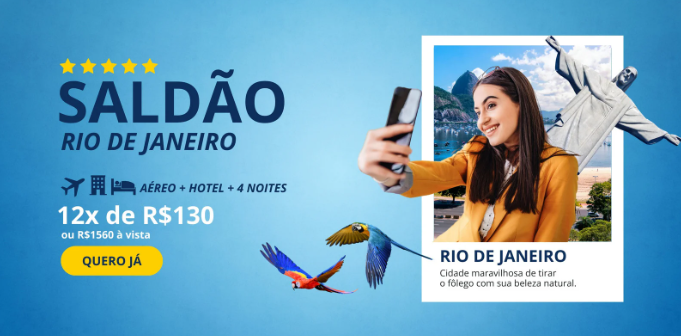 SALDÃO
RIO DE JANEIRO
AÉREO + HOTEL + 4 NOITES
12x de R$130
ou R$1560 à vista
QUERO JÁ
RIO DE JANEIRO
Cidade maravilhosa de tirar
o fôlego com sua beleza natural.